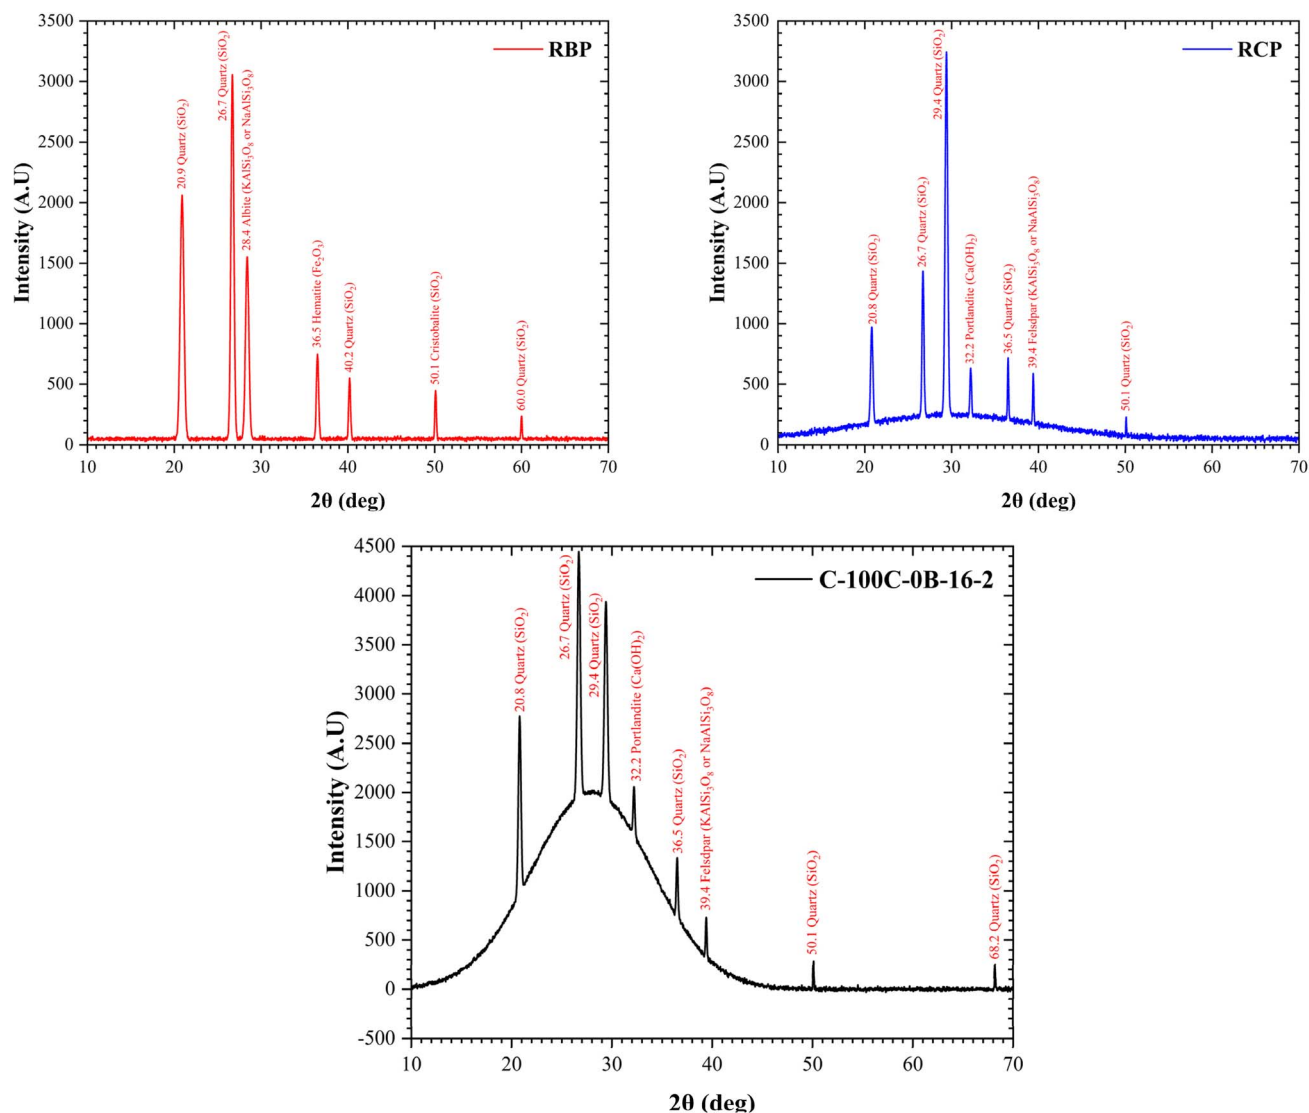 3500
3000
2500
2000
1500
1000
500
0
10 20 30 40 50 60 70
Intensity (A.U)
2θ (deg)
RBP
20.9 Quartz (SiO₂)
26.7 Quartz (SiO₂)
28.4 Albite (KAlSi₃O₈ or NaAlSi₃O₈)
36.5 Hematite (Fe₂O₃)
40.2 Quartz (SiO₂)
50.1 Cristobalite (SiO₂)
60.0 Quartz (SiO₂)
3500
3000
2500
2000
1500
1000
500
0
10 20 30 40 50 60 70
Intensity (A.U)
2θ (deg)
RCP
20.8 Quartz (SiO₂)
26.7 Quartz (SiO₂)
29.4 Quartz (SiO₂)
32.2 Portlandite (Ca(OH)₂)
36.5 Quartz (SiO₂)
39.4 Felsdpar (KAlSi₃O₈ or NaAlSi₃O₈)
50.1 Quartz (SiO₂)
4500
4000
3500
3000
2500
2000
1500
1000
500
0
-500
10 20 30 40 50 60 70
Intensity (A.U)
2θ (deg)
C-100C-0B-16-2
20.8 Quartz (SiO₂)
26.7 Quartz (SiO₂)
29.4 Quartz (SiO₂)
32.2 Portlandite (Ca(OH)₂)
36.5 Quartz (SiO₂)
39.4 Felsdpar (KAlSi₃O₈ or NaAlSi₃O₈)
50.1 Quartz (SiO₂)
68.2 Quartz (SiO₂)